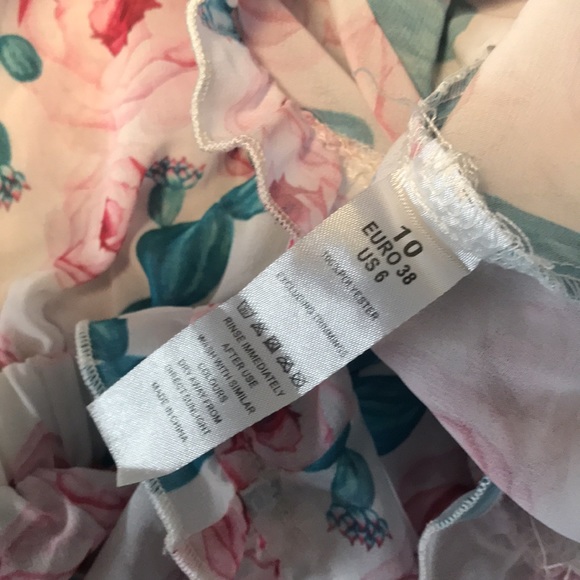 10
EURO 38
US 6
100%POLYESTER
EXCLUDING TRIMMINGS
RINSE IMMEDIATELY
AFTER USE
WASH WITH SIMILAR
COLOURS
DRY AWAY FROM
DIRECT SUNLIGHT
MADE IN CHINA